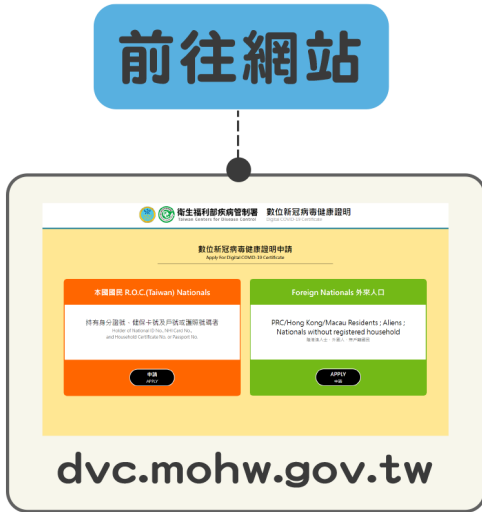 前往網站
衛生福利部疾病管制署 數位新冠病毒健康證明
Taiwan Centers for Disease Control Digital COVID-19 Certificate
數位新冠病毒健康證明申請
Apply For Digital COVID-19 Certificate
本國國民 R.O.C.(Taiwan) Nationals
持有身分證號、健保卡號及戶號或護照號碼者
Holder of National ID No., NHI Card No.,
and Household Certificate No. or Passport No.
申請
APPLY
Foreign Nationals 外來人口
PRC/Hong Kong/Macau Residents ; Aliens ;
Nationals without registered household
APPLY
申請
dvc.mohw.gov.tw